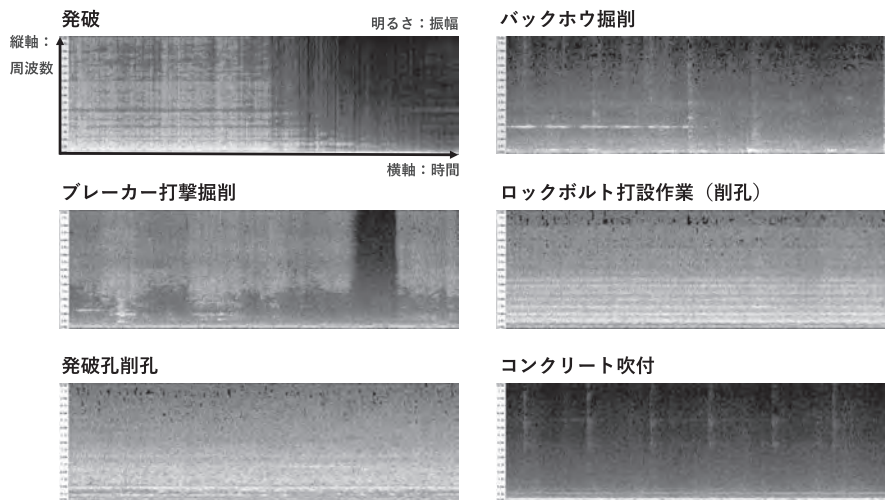 発破
明るさ：振幅
縦軸：
周波数
横軸：時間
バックホウ掘削
ブレーカー打撃掘削
ロックボルト打設作業（削孔）
発破孔削孔
コンクリート吹付